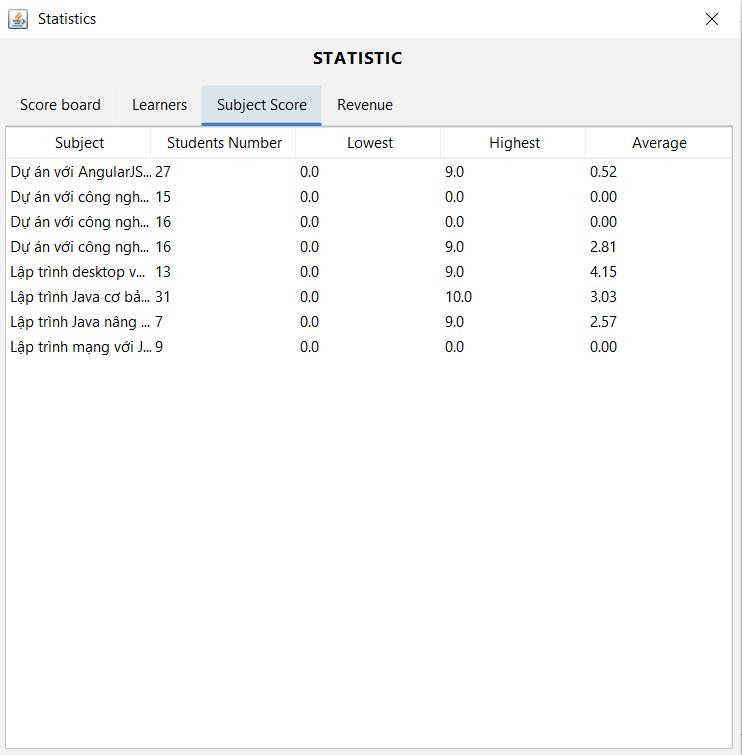 Statistics
STATISTIC
Score board Learners Subject Score Revenue
Subject Students Number Lowest Highest Average
Dự án với AngularJS... 27 0.0 9.0 0.52
Dự án với công ngh... 15 0.0 0.0 0.00
Dự án với công ngh... 16 0.0 0.0 0.00
Dự án với công ngh... 16 0.0 9.0 2.81
Lập trình desktop v... 13 0.0 9.0 4.15
Lập trình Java cơ bả... 31 0.0 10.0 3.03
Lập trình Java nâng ... 7 0.0 9.0 2.57
Lập trình mạng với J... 9 0.0 0.0 0.00